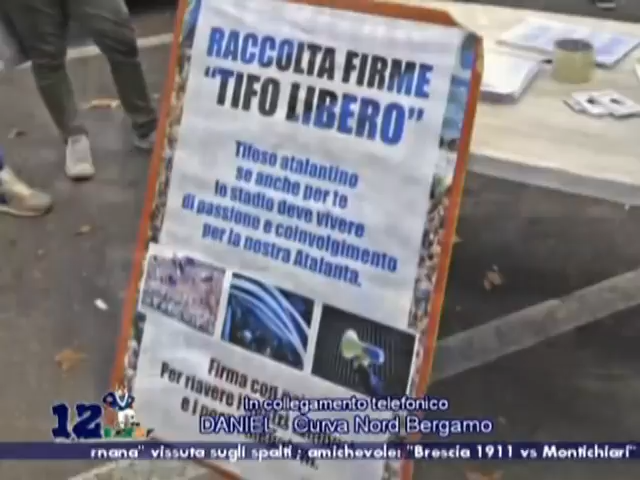 RACCOLTA FIRME
"TIFO LIBERO"
Tifoso atalantino
se anche per te
lo stadio deve vivere
di passione e coinvolgimento
per la nostra Atalanta.
Firma con
Per riavere
e i
12
In collegamento telefonico
DANIEL Curva Nord Bergamo
rnana" vissuta sugli spalti ; amichevole: "Brescia 1911 vs Montichiari"